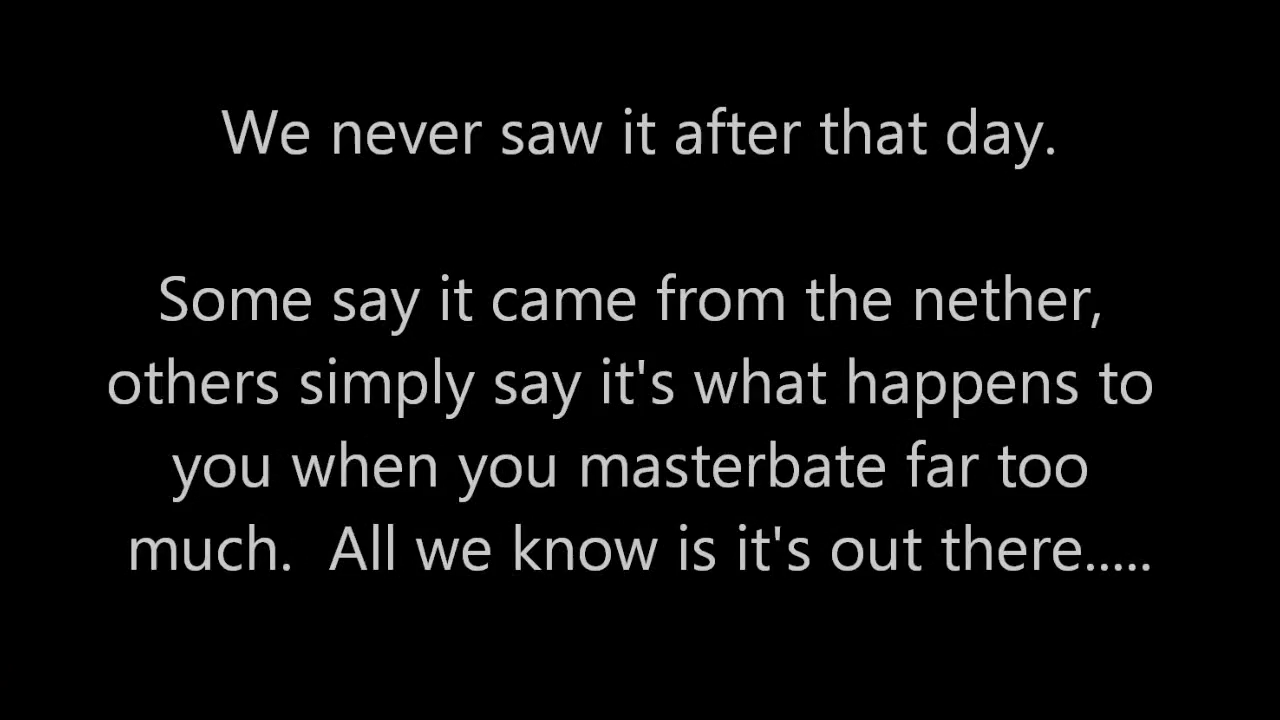 We never saw it after that day.
Some say it came from the nether,
others simply say it's what happens to
you when you masterbate far too
much.  All we know is it's out there.....